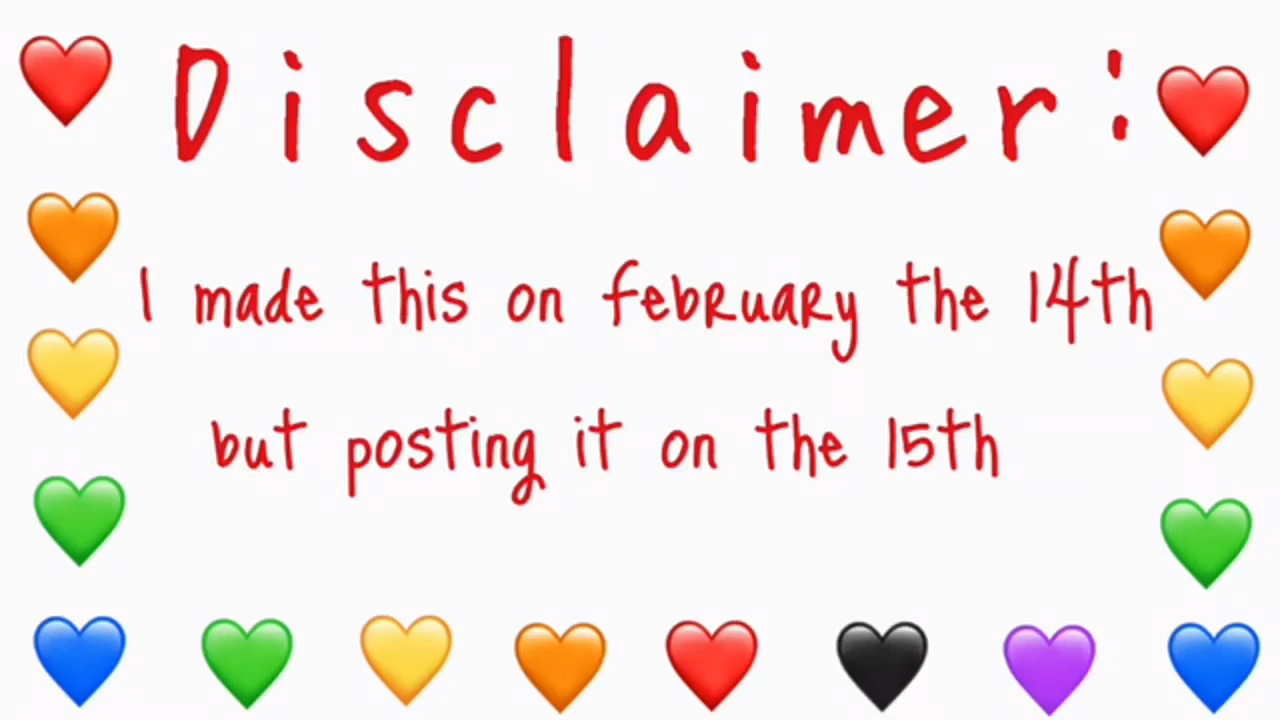 Disclaimer:
I made this on february the 14th
but posting it on the 15th